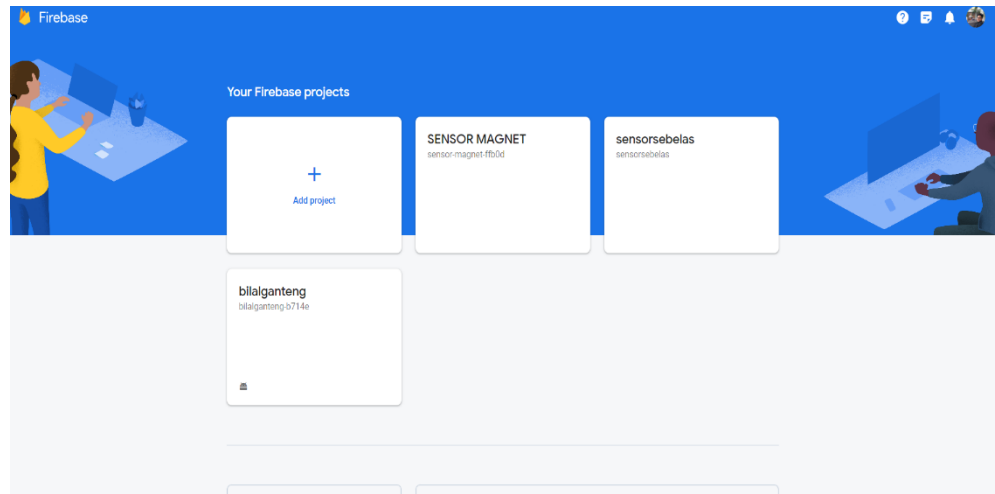 Firebase
Your Firebase projects
+
Add project
SENSOR MAGNET
sensor-magnet-ffb0d
sensorsebelas
sensorsebelas
bilalganteng
bilalganteng-b714e